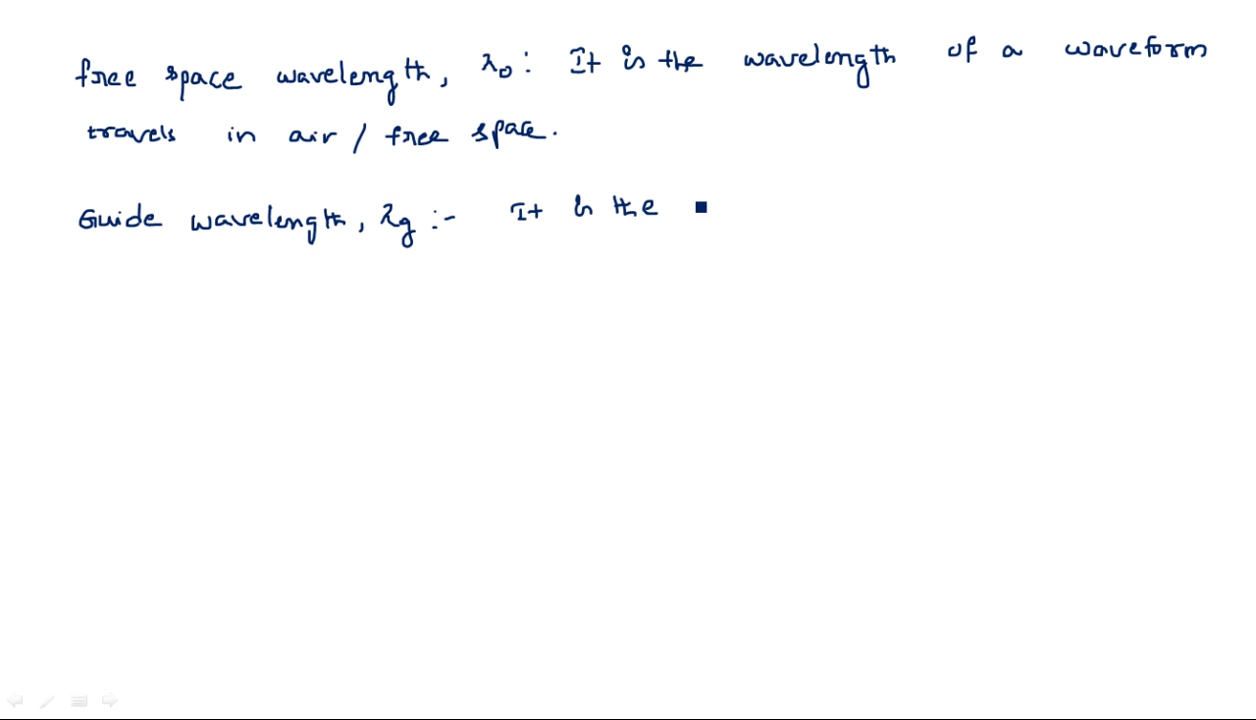 free space wavelength, λ₀: It is the wavelength of a waveform
travels in air / free space.
Guide wavelength, λg :- It is the